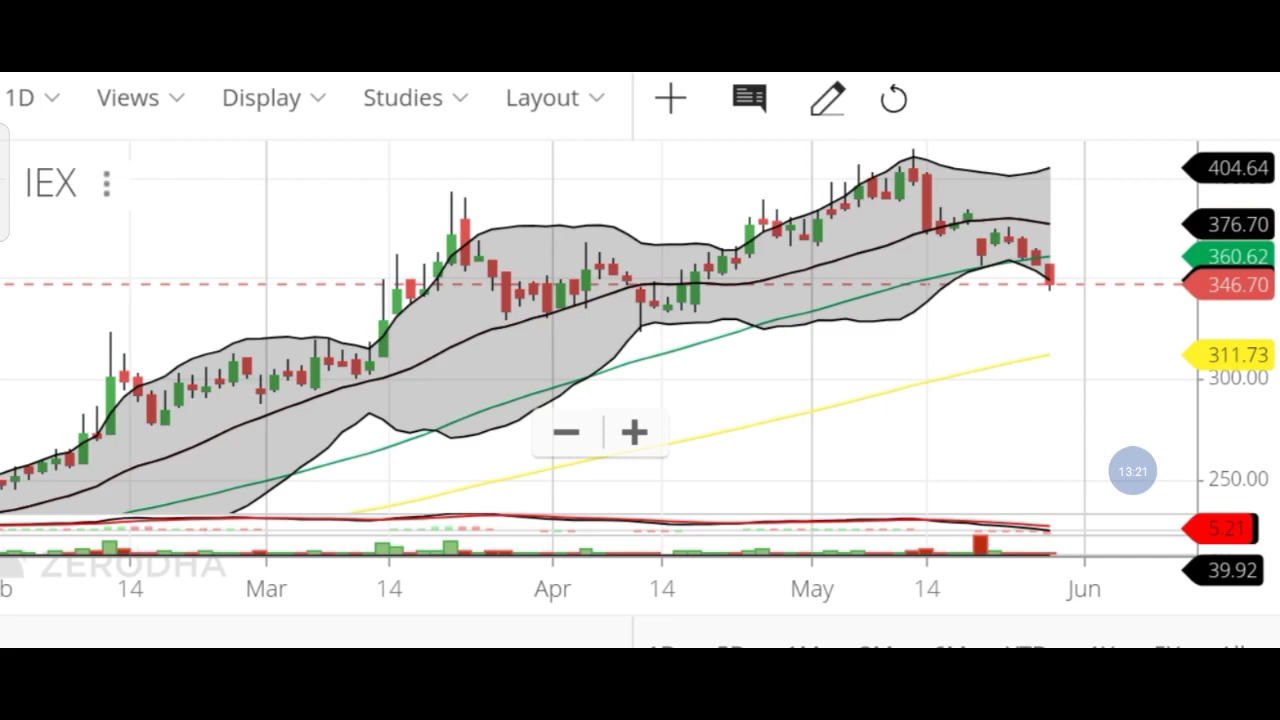 1D Views Display Studies Layout
IEX
404.64
376.70
360.62
346.70
311.73
300.00
250.00
13:21
5.21
39.92
ZERODHA
b 14 Mar 14 Apr 14 May 14 Jun